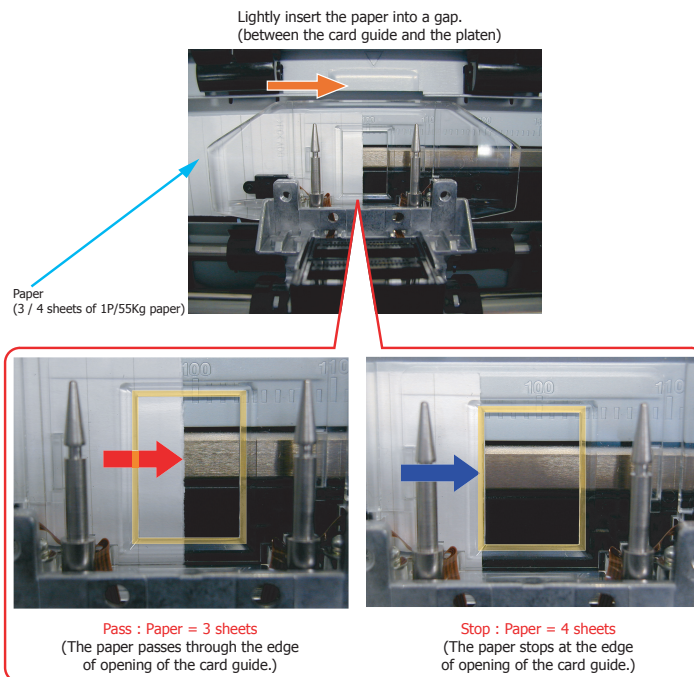 Lightly insert the paper into a gap.
(between the card guide and the platen)
Paper
(3 / 4 sheets of 1P/55Kg paper)
100
110
100
110
Pass : Paper = 3 sheets
(The paper passes through the edge
of opening of the card guide.)
Stop : Paper = 4 sheets
(The paper stops at the edge
of opening of the card guide.)